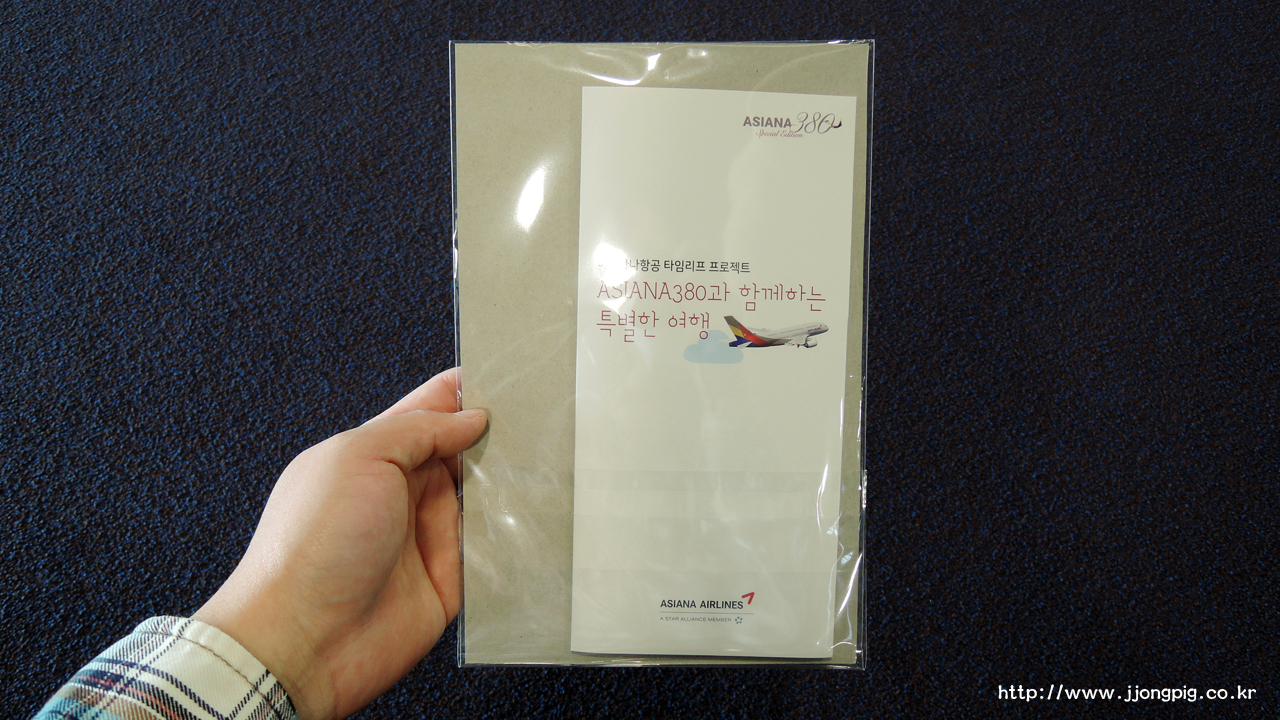 ASIANA 380
Special Edition
타임리프 프로젝트
ASIANA380과 함께하는
특별한 여행
ASIANA AIRLINES
A STAR ALLIANCE MEMBER
http://www.jjongpig.co.kr